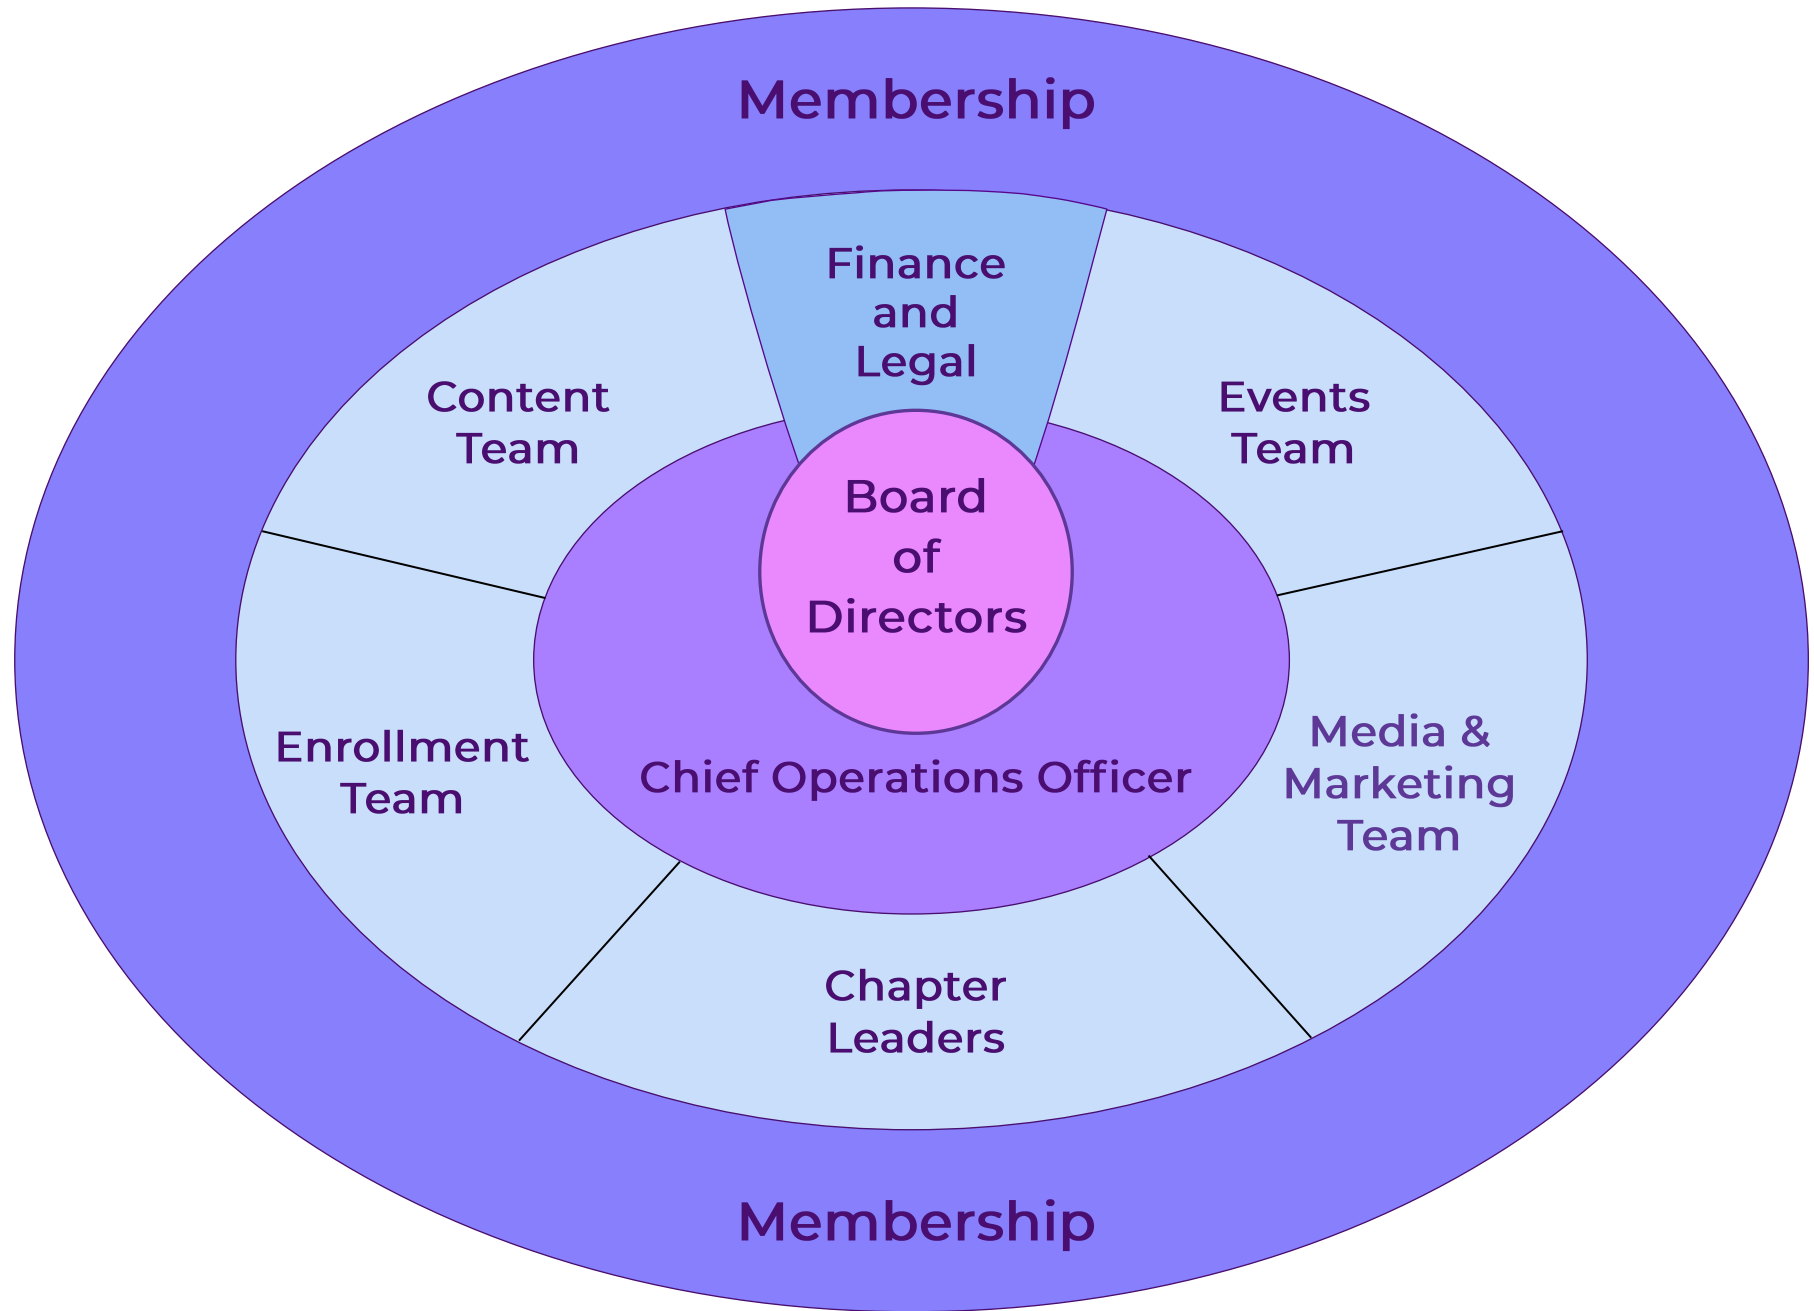 Membership
Finance
and
Legal
Content
Team
Events
Team
Board
of
Directors
Enrollment
Team
Media &
Marketing
Team
Chief Operations Officer
Chapter
Leaders
Membership